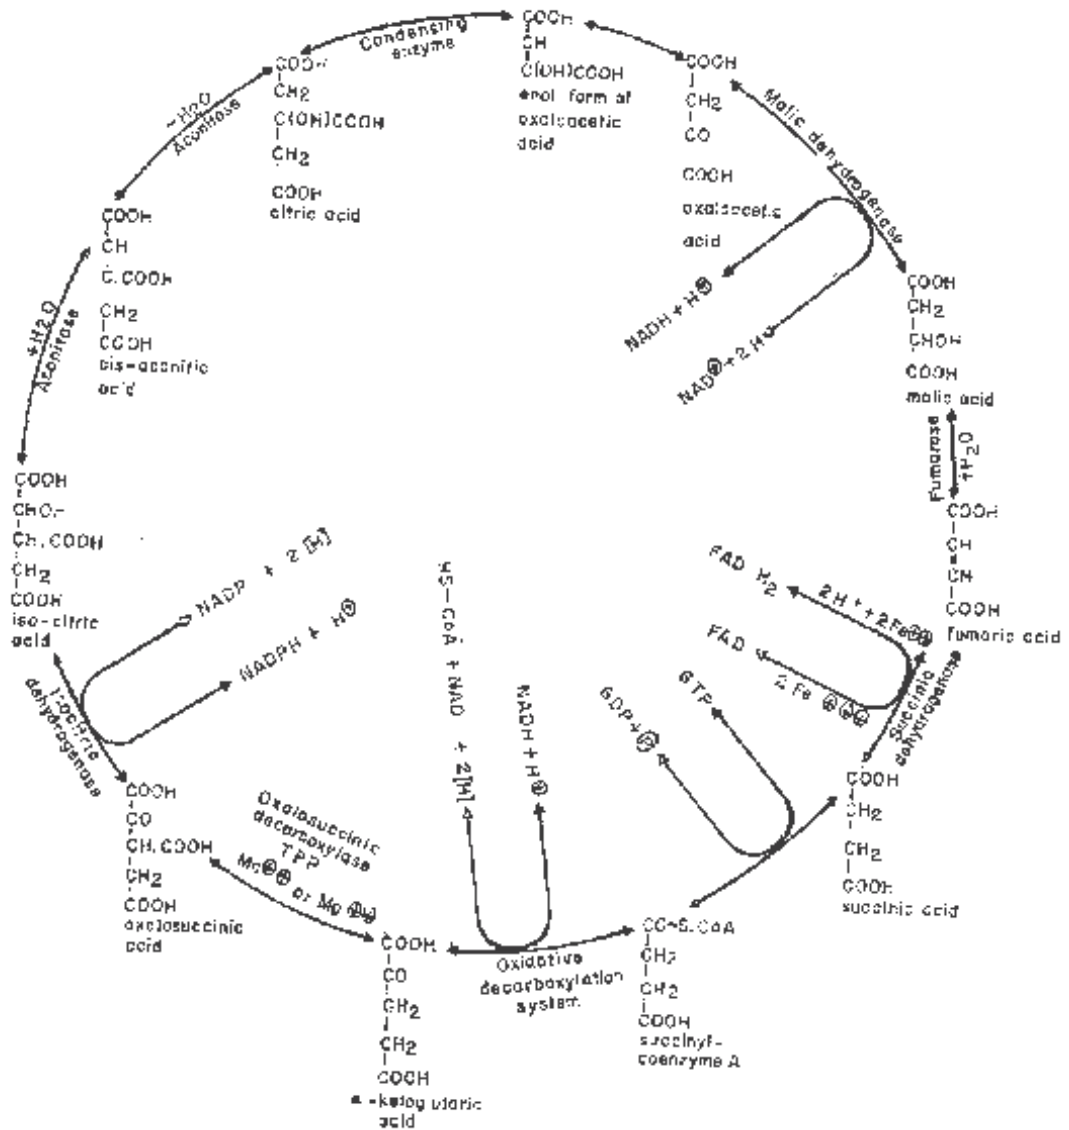 COOH
CH
C(OH)COOH
enol form of
oxaloacetic
acid
COOH
CH2
CO
COOH
oxaloacetic
acid
Malic dehydrogenase
NADH + H⊕
NAD⊕+ 2H
COOH
CH2
CHOH
COOH
malic acid
Fumarase
+H2O
COOH
CH
CH
COOH
fumaric acid
FAD H2
2H+ + 2Fe⊕⊕
FAD
2 Fe ⊕⊕⊕
Succinic
dehydrogenase
COOH
CH2
CH2
COOH
succinic acid
GTP
GDP+Ⓟ
CO~S.CoA
CH2
CH2
COOH
succinyl-
coenzyme A
Oxidative
decarboxylation
system
HS-CoA + NAD + 2[H]
NADH + H⊕
COOH
CO
CH2
CH2
COOH
acid
Oxalosuccinic
decarboxylase
TPP
⊕⊕ or ⊕⊕
COOH
CO
CH.COOH
CH2
COOH
oxalosuccinic
acid
Isocitric
dehydrogenase
NADP + 2[H]
NADPH + H⊕
COOH
CHOH
CH.COOH
CH2
COOH
iso-citric
acid
+H2O
Aconitase
COOH
CH
C.COOH
CH2
COOH
cis-aconitic
acid
-H2O
Aconitase
COOH
CH2
C(OH)COOH
CH2
COOH
citric acid
Condensing
enzyme